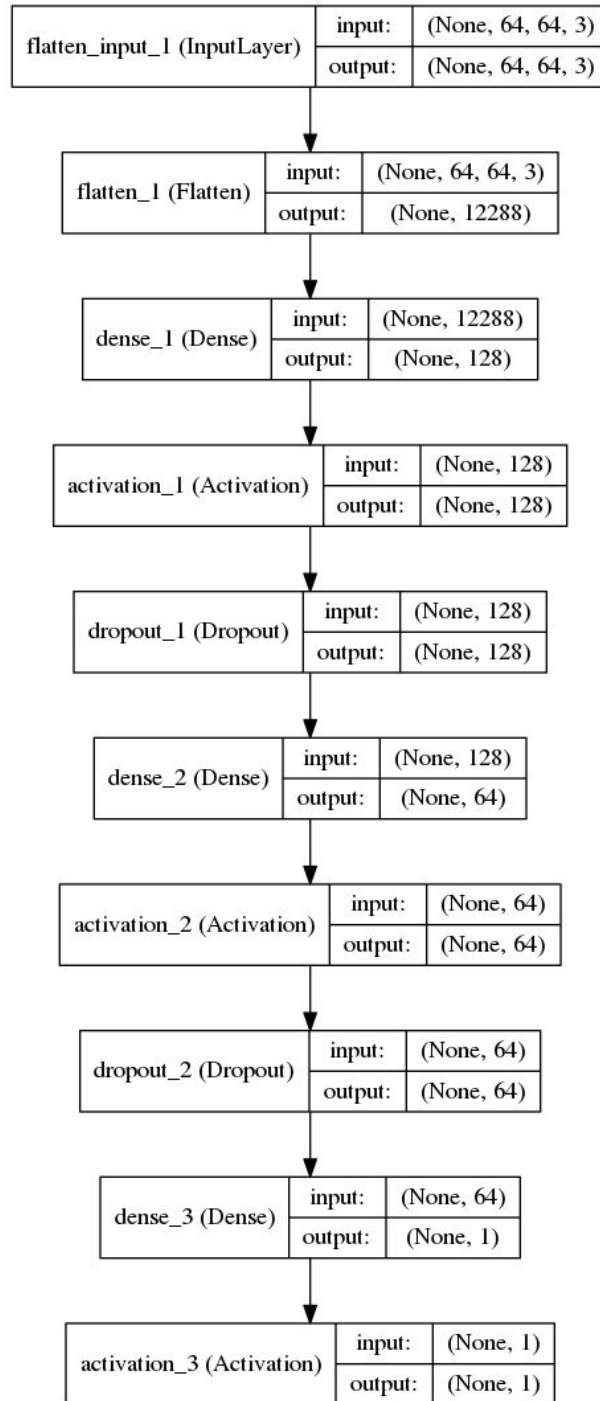 flatten_input_1 (InputLayer)
input: (None, 64, 64, 3)
output: (None, 64, 64, 3)
flatten_1 (Flatten)
input: (None, 64, 64, 3)
output: (None, 12288)
dense_1 (Dense)
input: (None, 12288)
output: (None, 128)
activation_1 (Activation)
input: (None, 128)
output: (None, 128)
dropout_1 (Dropout)
input: (None, 128)
output: (None, 128)
dense_2 (Dense)
input: (None, 128)
output: (None, 64)
activation_2 (Activation)
input: (None, 64)
output: (None, 64)
dropout_2 (Dropout)
input: (None, 64)
output: (None, 64)
dense_3 (Dense)
input: (None, 64)
output: (None, 1)
activation_3 (Activation)
input: (None, 1)
output: (None, 1)